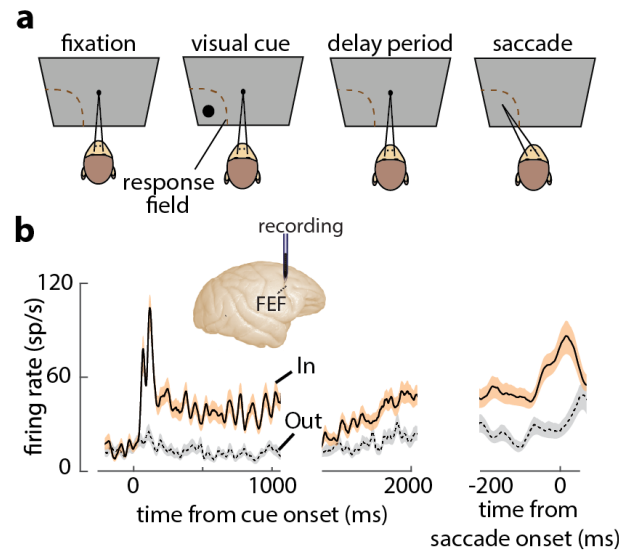 a
fixation
visual cue
delay period
saccade
response
field
b
recording
FEF
120
60
0
firing rate (sp/s)
In
Out
0
1000
2000
time from cue onset (ms)
-200
0
time from
saccade onset (ms)